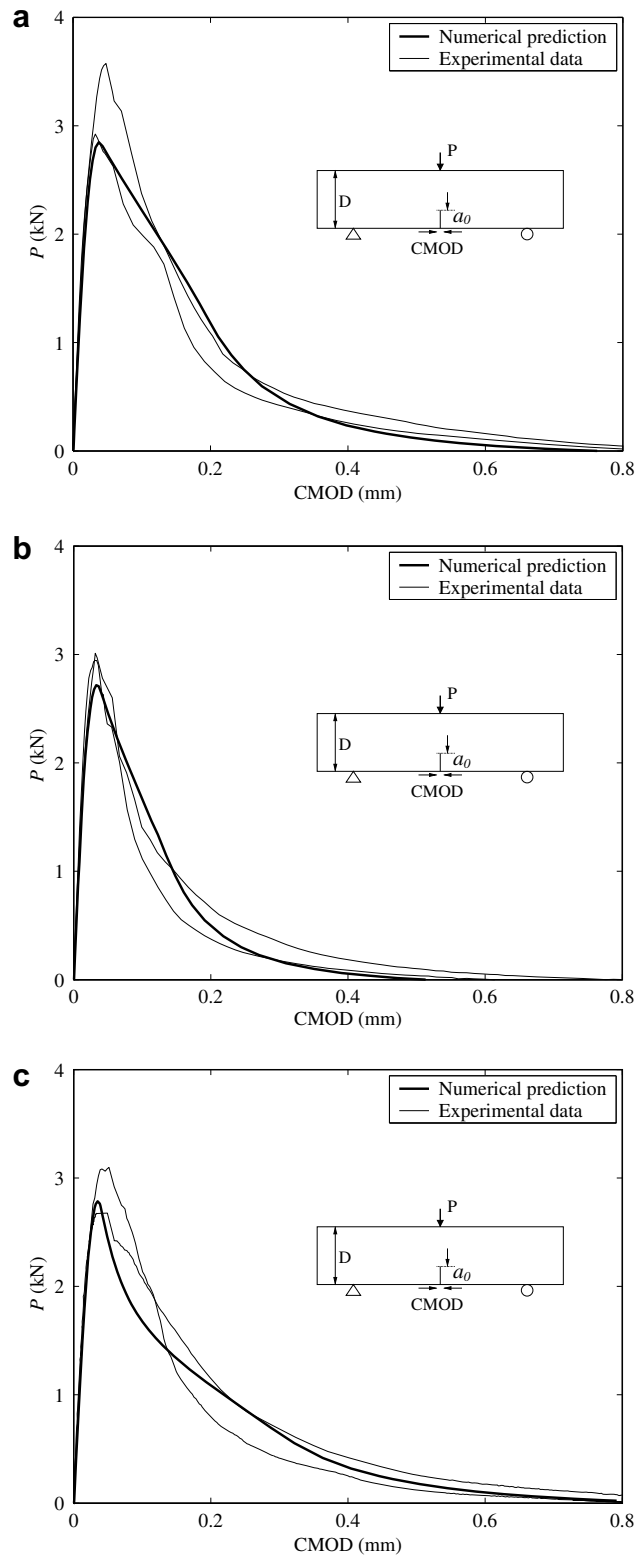 a
4
3
2
1
0
P (kN)
Numerical prediction
Experimental data
P
D
a0
CMOD
0 0.2 0.4 0.6 0.8
CMOD (mm)
b
4
3
2
1
0
P (kN)
Numerical prediction
Experimental data
P
D
a0
CMOD
0 0.2 0.4 0.6 0.8
CMOD (mm)
c
4
3
2
1
0
P (kN)
Numerical prediction
Experimental data
P
D
a0
CMOD
0 0.2 0.4 0.6 0.8
CMOD (mm)